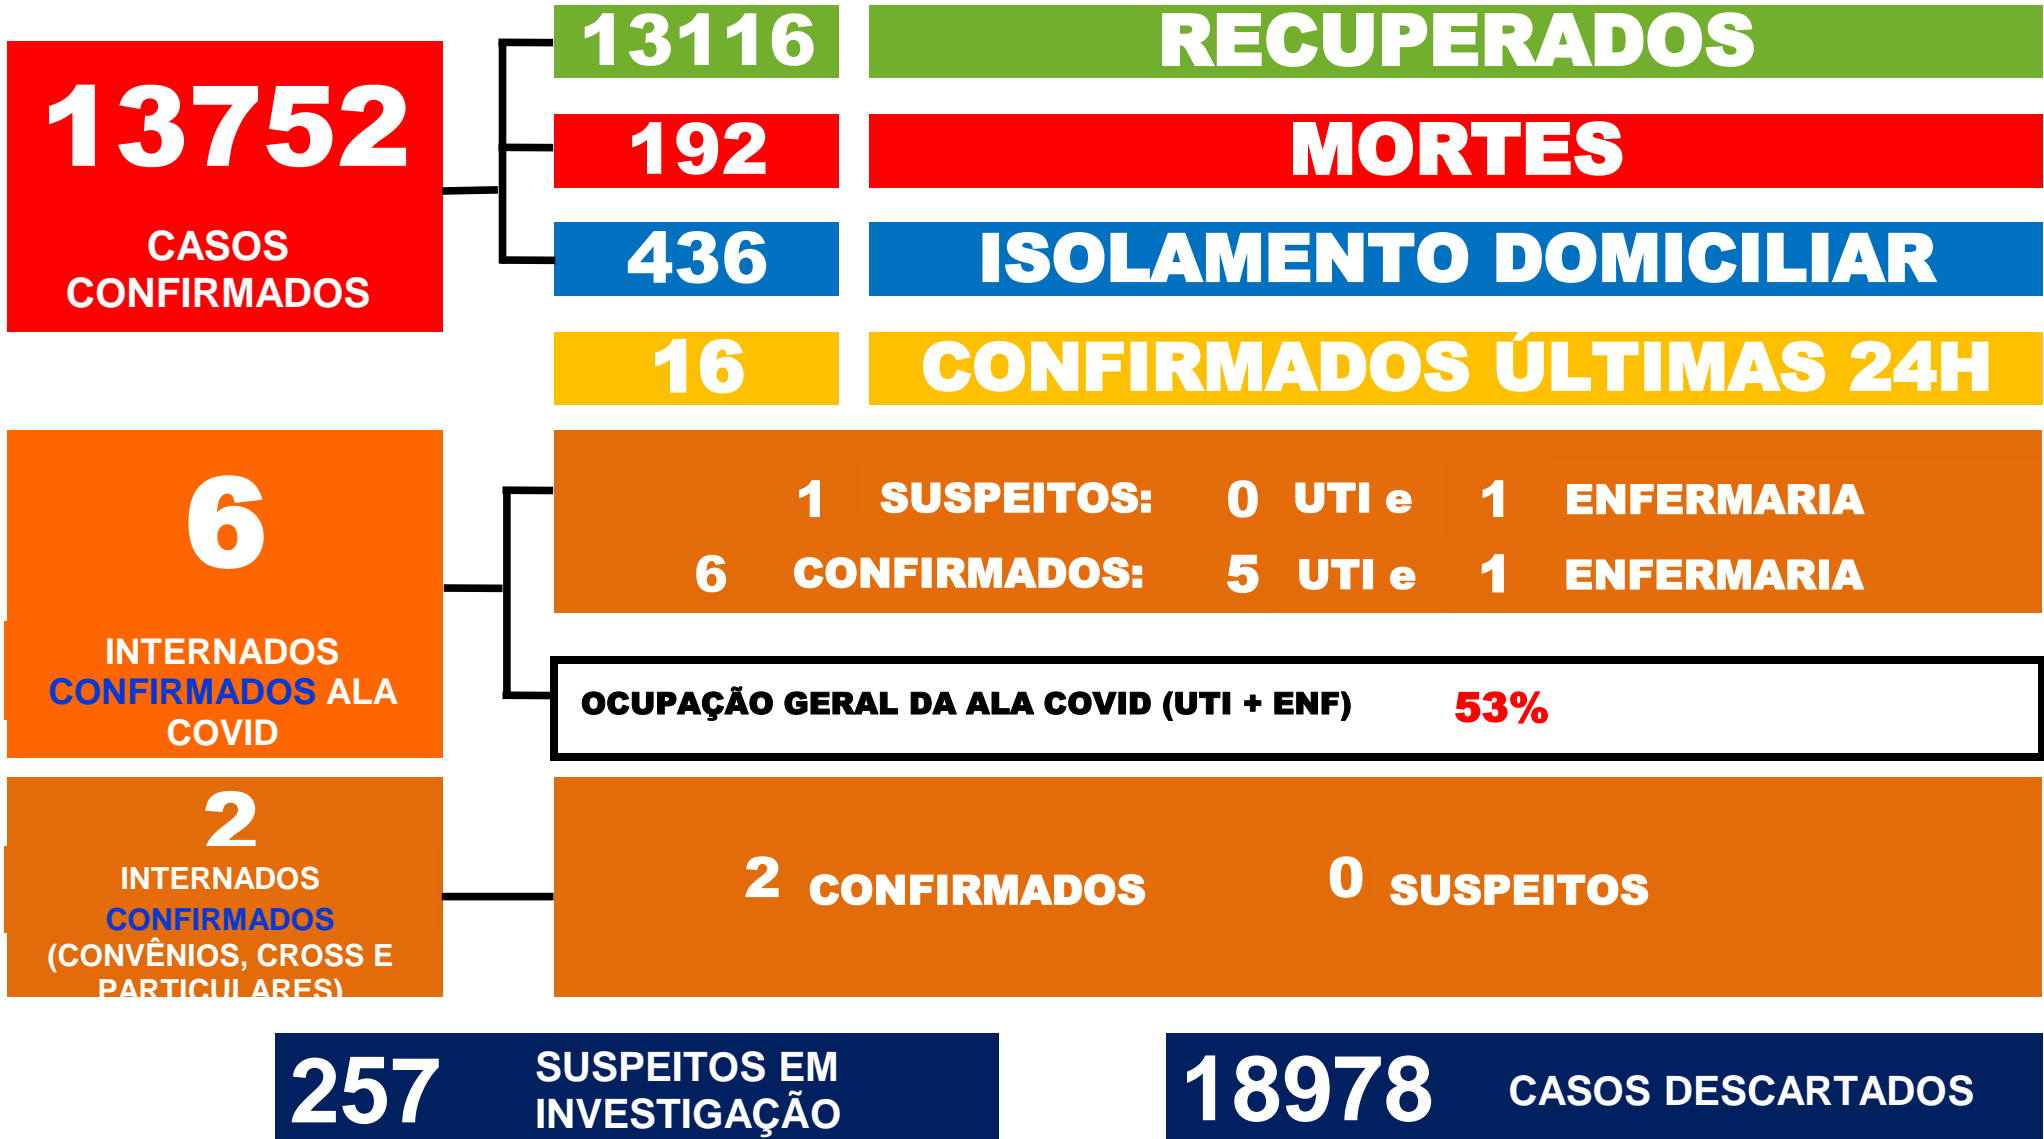 13752
CASOS
CONFIRMADOS
13116 RECUPERADOS
192 MORTES
436 ISOLAMENTO DOMICILIAR
16 CONFIRMADOS ÚLTIMAS 24H
6
INTERNADOS
CONFIRMADOS ALA
COVID
1 SUSPEITOS: 0 UTI e 1 ENFERMARIA
6 CONFIRMADOS: 5 UTI e 1 ENFERMARIA
OCUPAÇÃO GERAL DA ALA COVID (UTI + ENF) 53%
2
INTERNADOS
CONFIRMADOS
(CONVÊNIOS, CROSS E
PARTICULARES)
2 CONFIRMADOS 0 SUSPEITOS
257 SUSPEITOS EM
INVESTIGAÇÃO
18978 CASOS DESCARTADOS